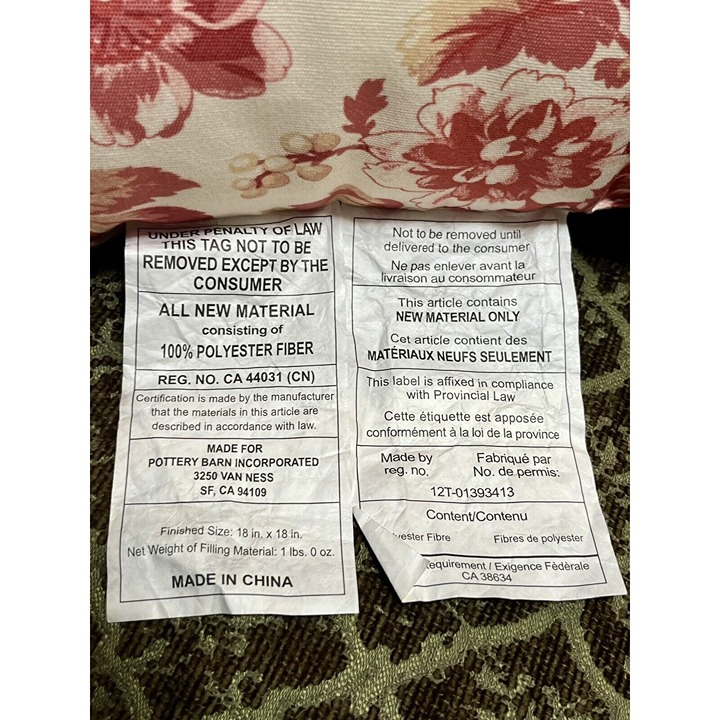 UNDER PENALTY OF LAW
THIS TAG NOT TO BE
REMOVED EXCEPT BY THE
CONSUMER
ALL NEW MATERIAL
consisting of
100% POLYESTER FIBER
REG. NO. CA 44031 (CN)
Certification is made by the manufacturer
that the materials in this article are
described in accordance with law.
MADE FOR
POTTERY BARN INCORPORATED
3250 VAN NESS
SF, CA 94109
Finished Size: 18 in. x 18 in.
Net Weight of Filling Material: 1 lbs. 0 oz.
MADE IN CHINA
Not to be removed until
delivered to the consumer
Ne pas enlever avant la
livraison au consommateur
This article contains
NEW MATERIAL ONLY
Cet article contient des
MATÉRIAUX NEUFS SEULEMENT
This label is affixed in compliance
with Provincial Law
Cette étiquette est apposée
conformément à la loi de la province
Made by Fabriqué par
reg. no. No. de permis:
12T-01393413
Content/Contenu
yester Fibre Fibres de polyester
equirement / Exigence Fédèrale
CA 38634